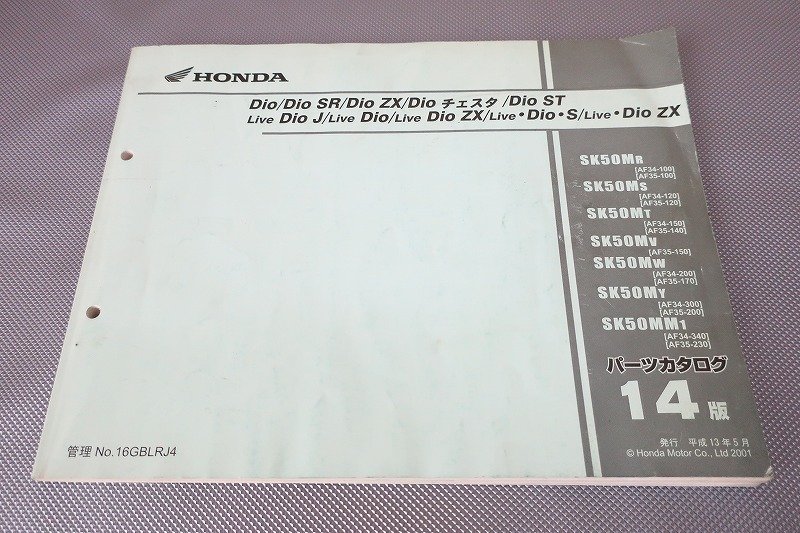 HONDA
Dio/Dio SR/Dio ZX/Dio チェスタ/Dio ST
Live Dio J/Live Dio/Live Dio ZX/Live・Dio・S/Live・Dio ZX
SK50MR
[AF34-100]
[AF35-100]
SK50MS
[AF34-120]
[AF35-120]
SK50MT
[AF34-150]
[AF35-140]
SK50MV
[AF35-150]
SK50MW
[AF34-200]
[AF35-170]
SK50MY
[AF34-300]
[AF35-200]
SK50MM1
[AF34-340]
[AF35-230]
パーツカタログ
14版
発行 平成13年5月
© Honda Motor Co., Ltd 2001
管理 No.16GBLRJ4